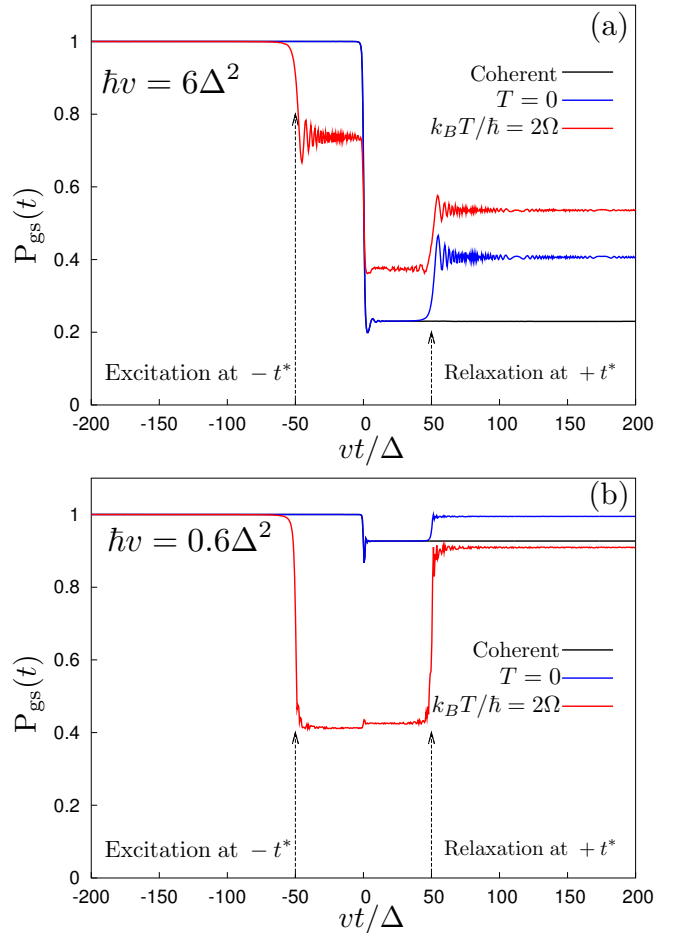 (a)
1
0.8
0.6
0.4
0.2
0
P_gs(t)
ħv = 6Δ²
Coherent
T = 0
k_BT/ħ = 2Ω
Excitation at − t*
Relaxation at + t*
-200 -150 -100 -50 0 50 100 150 200
vt/Δ
(b)
1
0.8
0.6
0.4
0.2
0
P_gs(t)
ħv = 0.6Δ²
Coherent
T = 0
k_BT/ħ = 2Ω
Excitation at − t*
Relaxation at + t*
-200 -150 -100 -50 0 50 100 150 200
vt/Δ